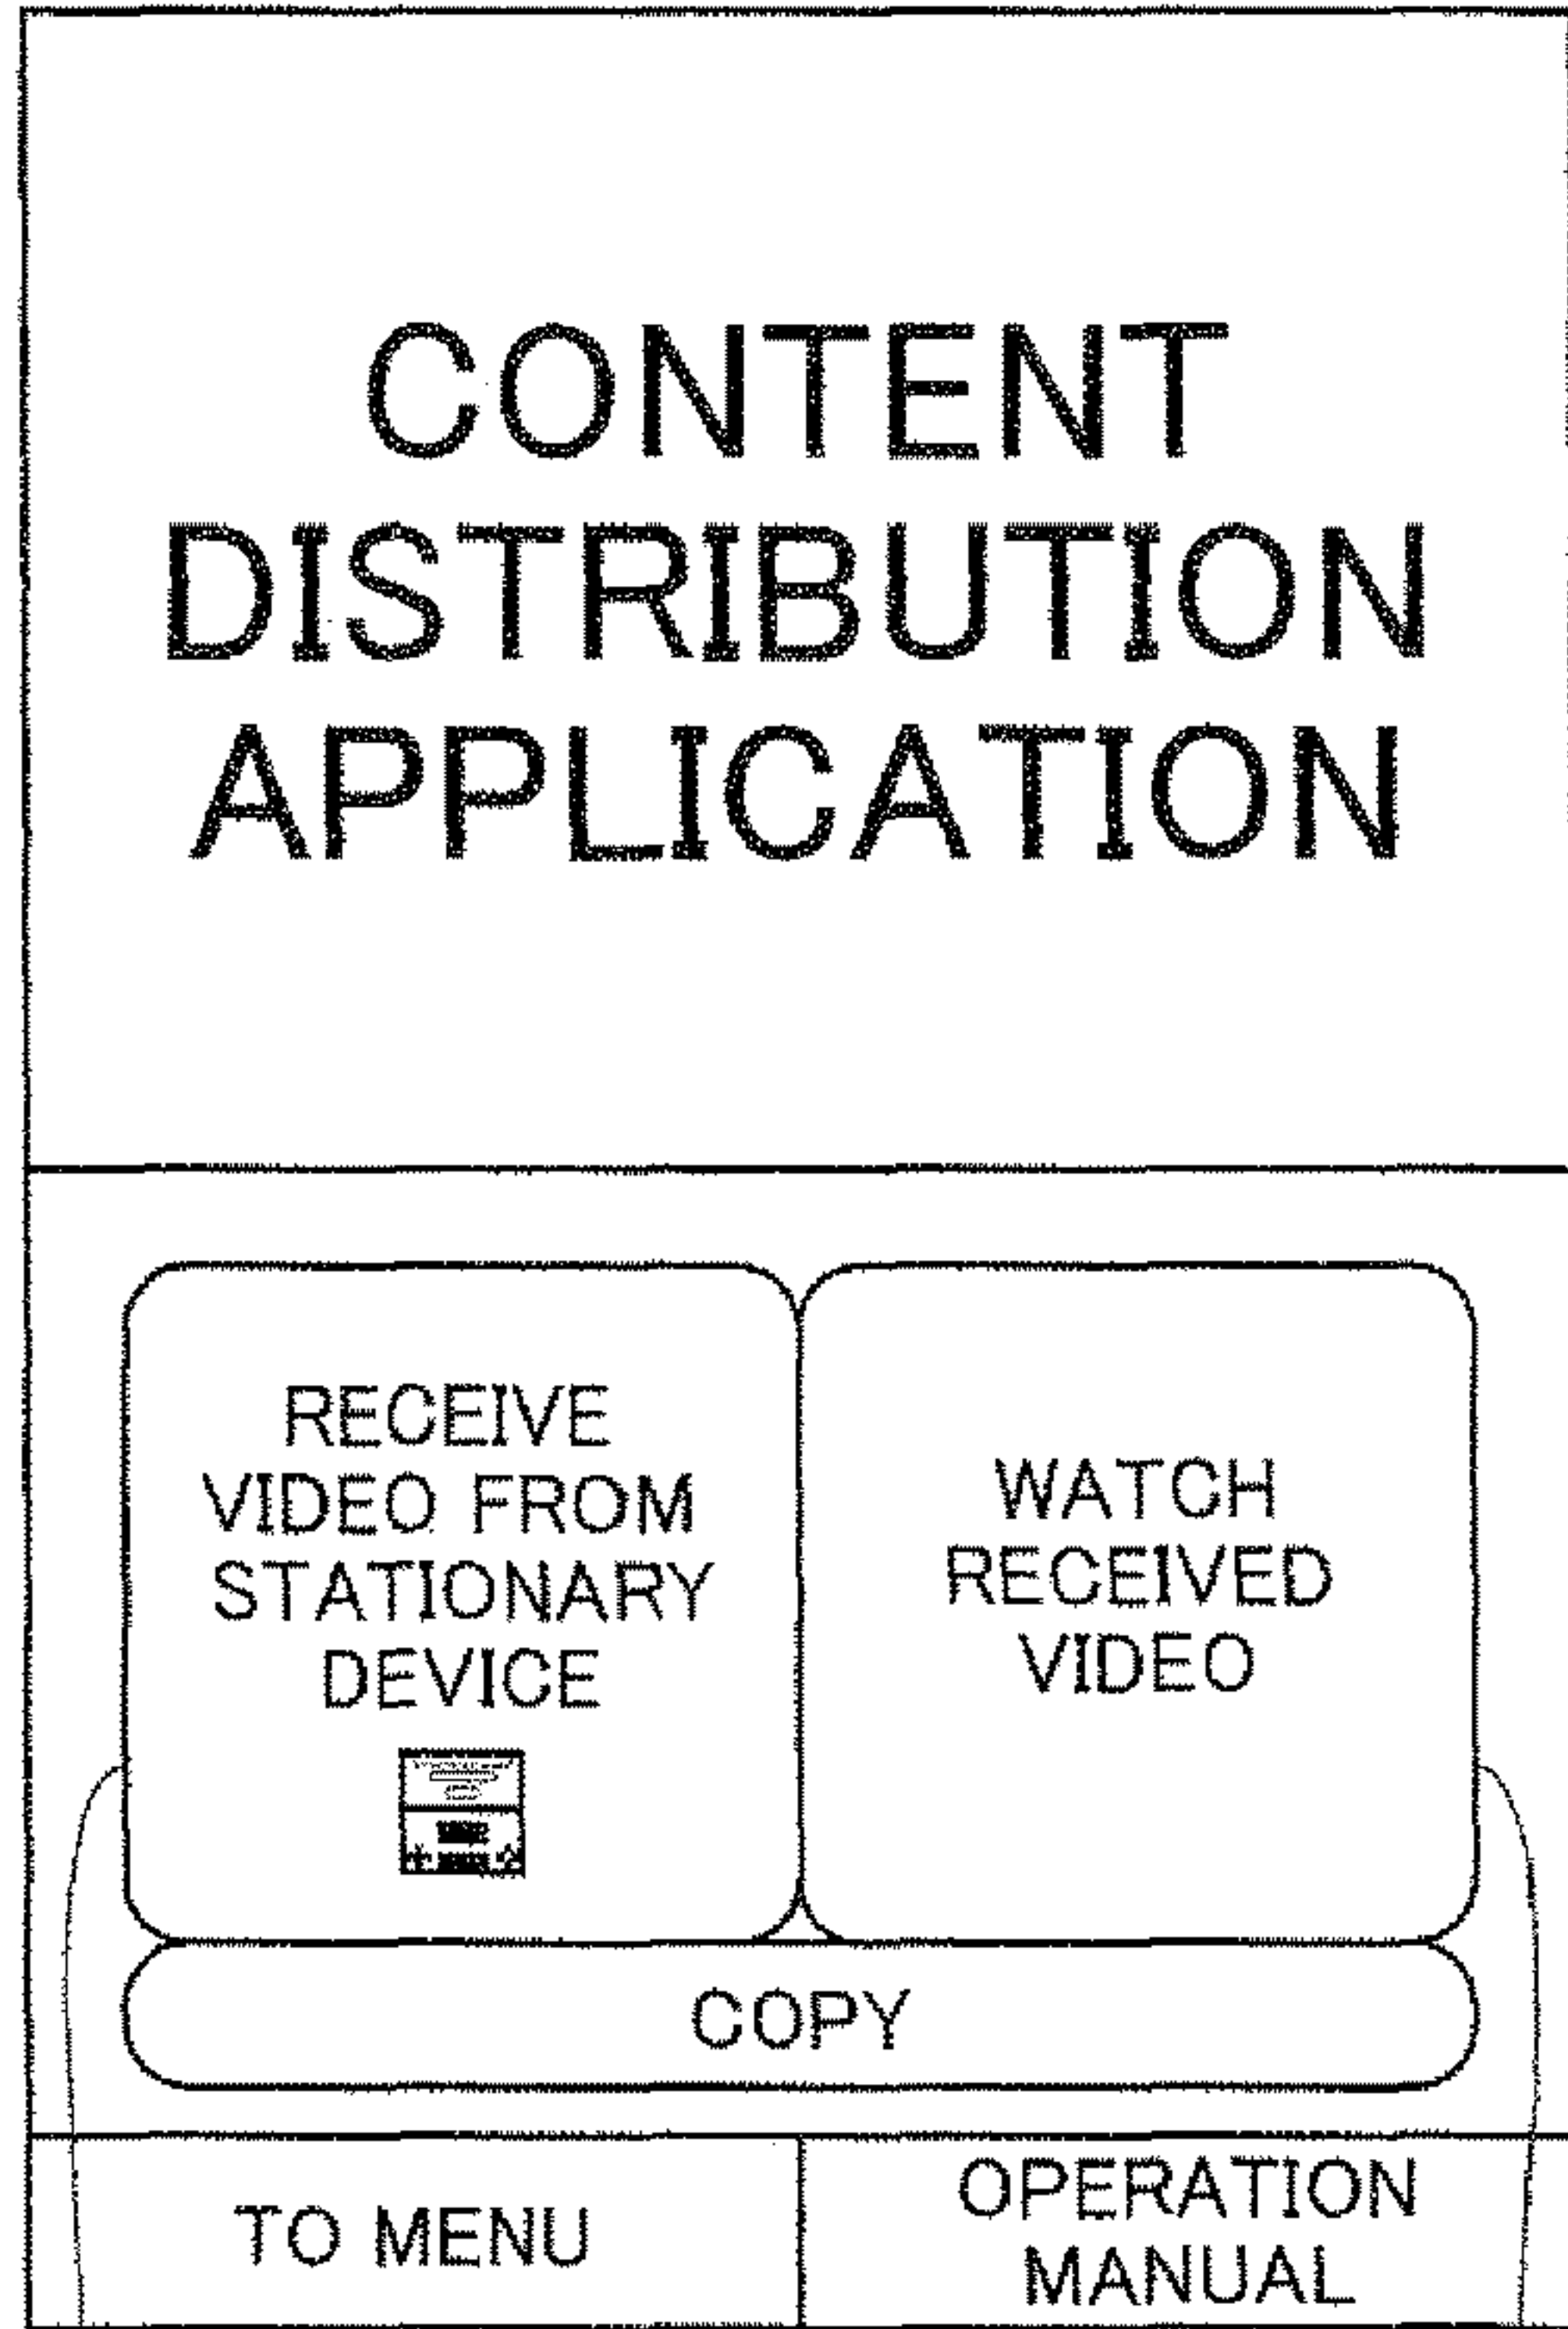 CONTENT
DISTRIBUTION
APPLICATION
RECEIVE
VIDEO FROM
STATIONARY
DEVICE
WATCH
RECEIVED
VIDEO
COPY
TO MENU
OPERATION
MANUAL